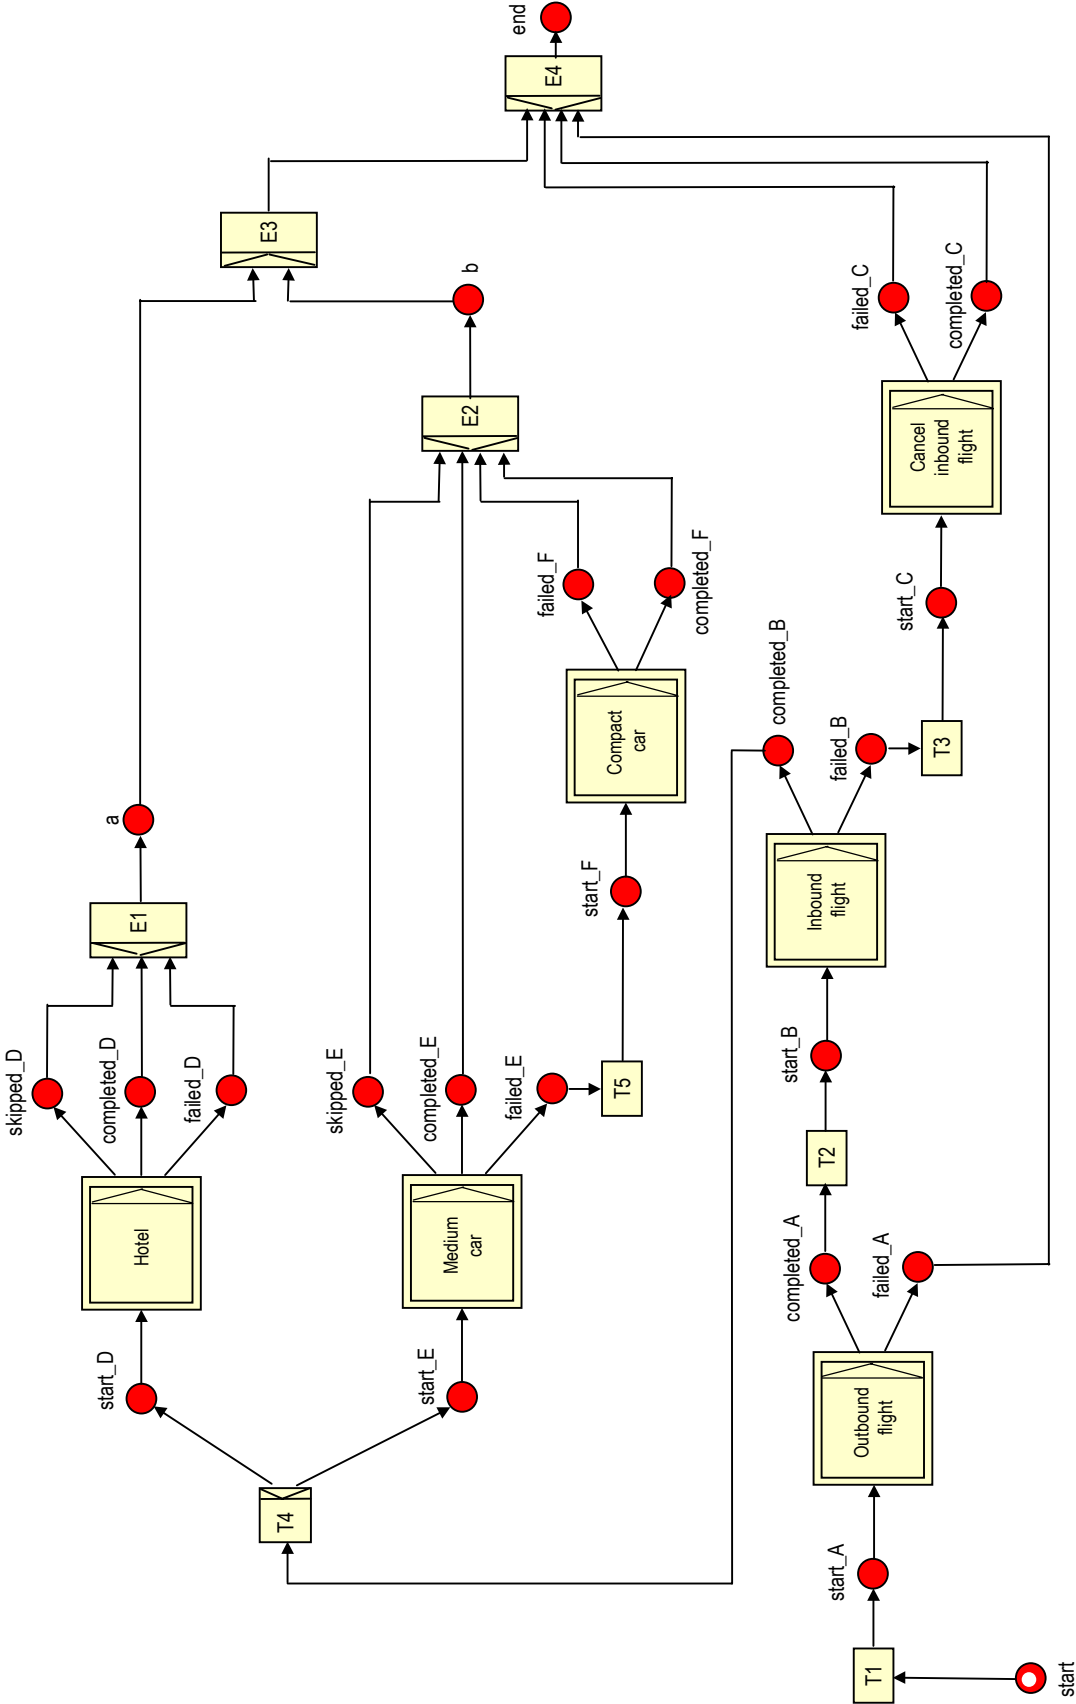 end
E4
E3
b
failed_C
completed_C
E2
Cancel
inbound
flight
failed_F
completed_F
start_C
completed_B
Compact
car
failed_B
T3
a
start_F
Inbound
flight
E1
skipped_D
completed_D
failed_D
skipped_E
completed_E
failed_E
T5
start_B
T2
Hotel
Medium
car
completed_A
failed_A
start_D
start_E
Outbound
flight
T4
start_A
T1
start